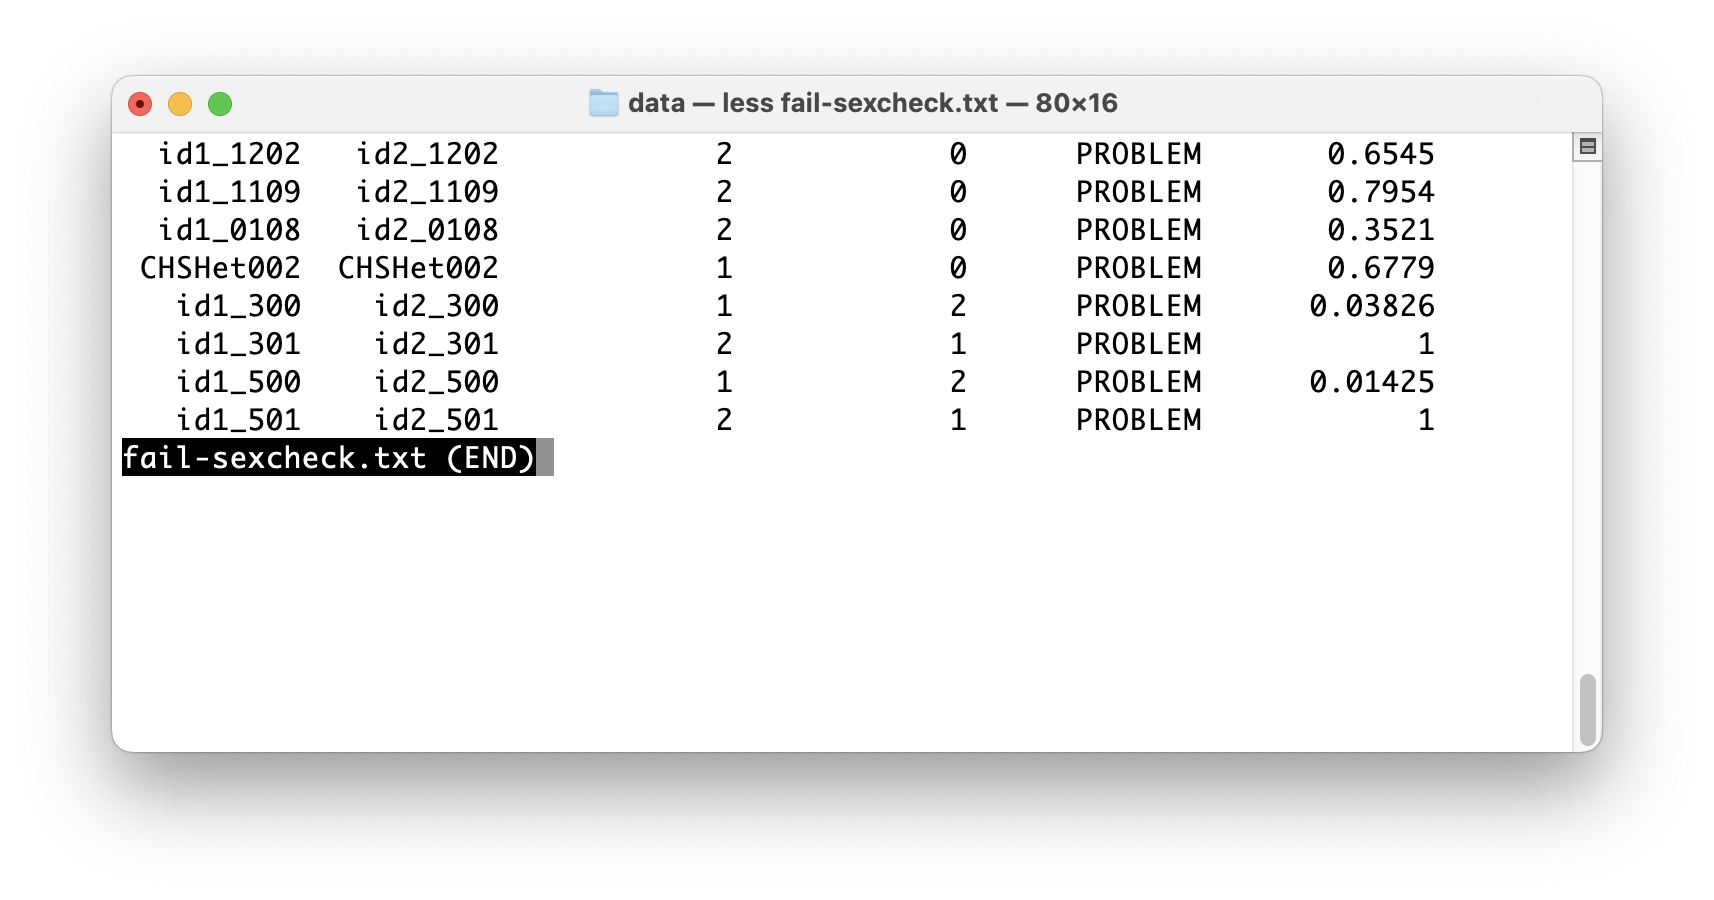 data — less fail-sexcheck.txt — 80×16
id1_1202 id2_1202 2 0 PROBLEM 0.6545
id1_1109 id2_1109 2 0 PROBLEM 0.7954
id1_0108 id2_0108 2 0 PROBLEM 0.3521
CHSHet002 CHSHet002 1 0 PROBLEM 0.6779
id1_300 id2_300 1 2 PROBLEM 0.03826
id1_301 id2_301 2 1 PROBLEM 1
id1_500 id2_500 1 2 PROBLEM 0.01425
id1_501 id2_501 2 1 PROBLEM 1
fail-sexcheck.txt (END)